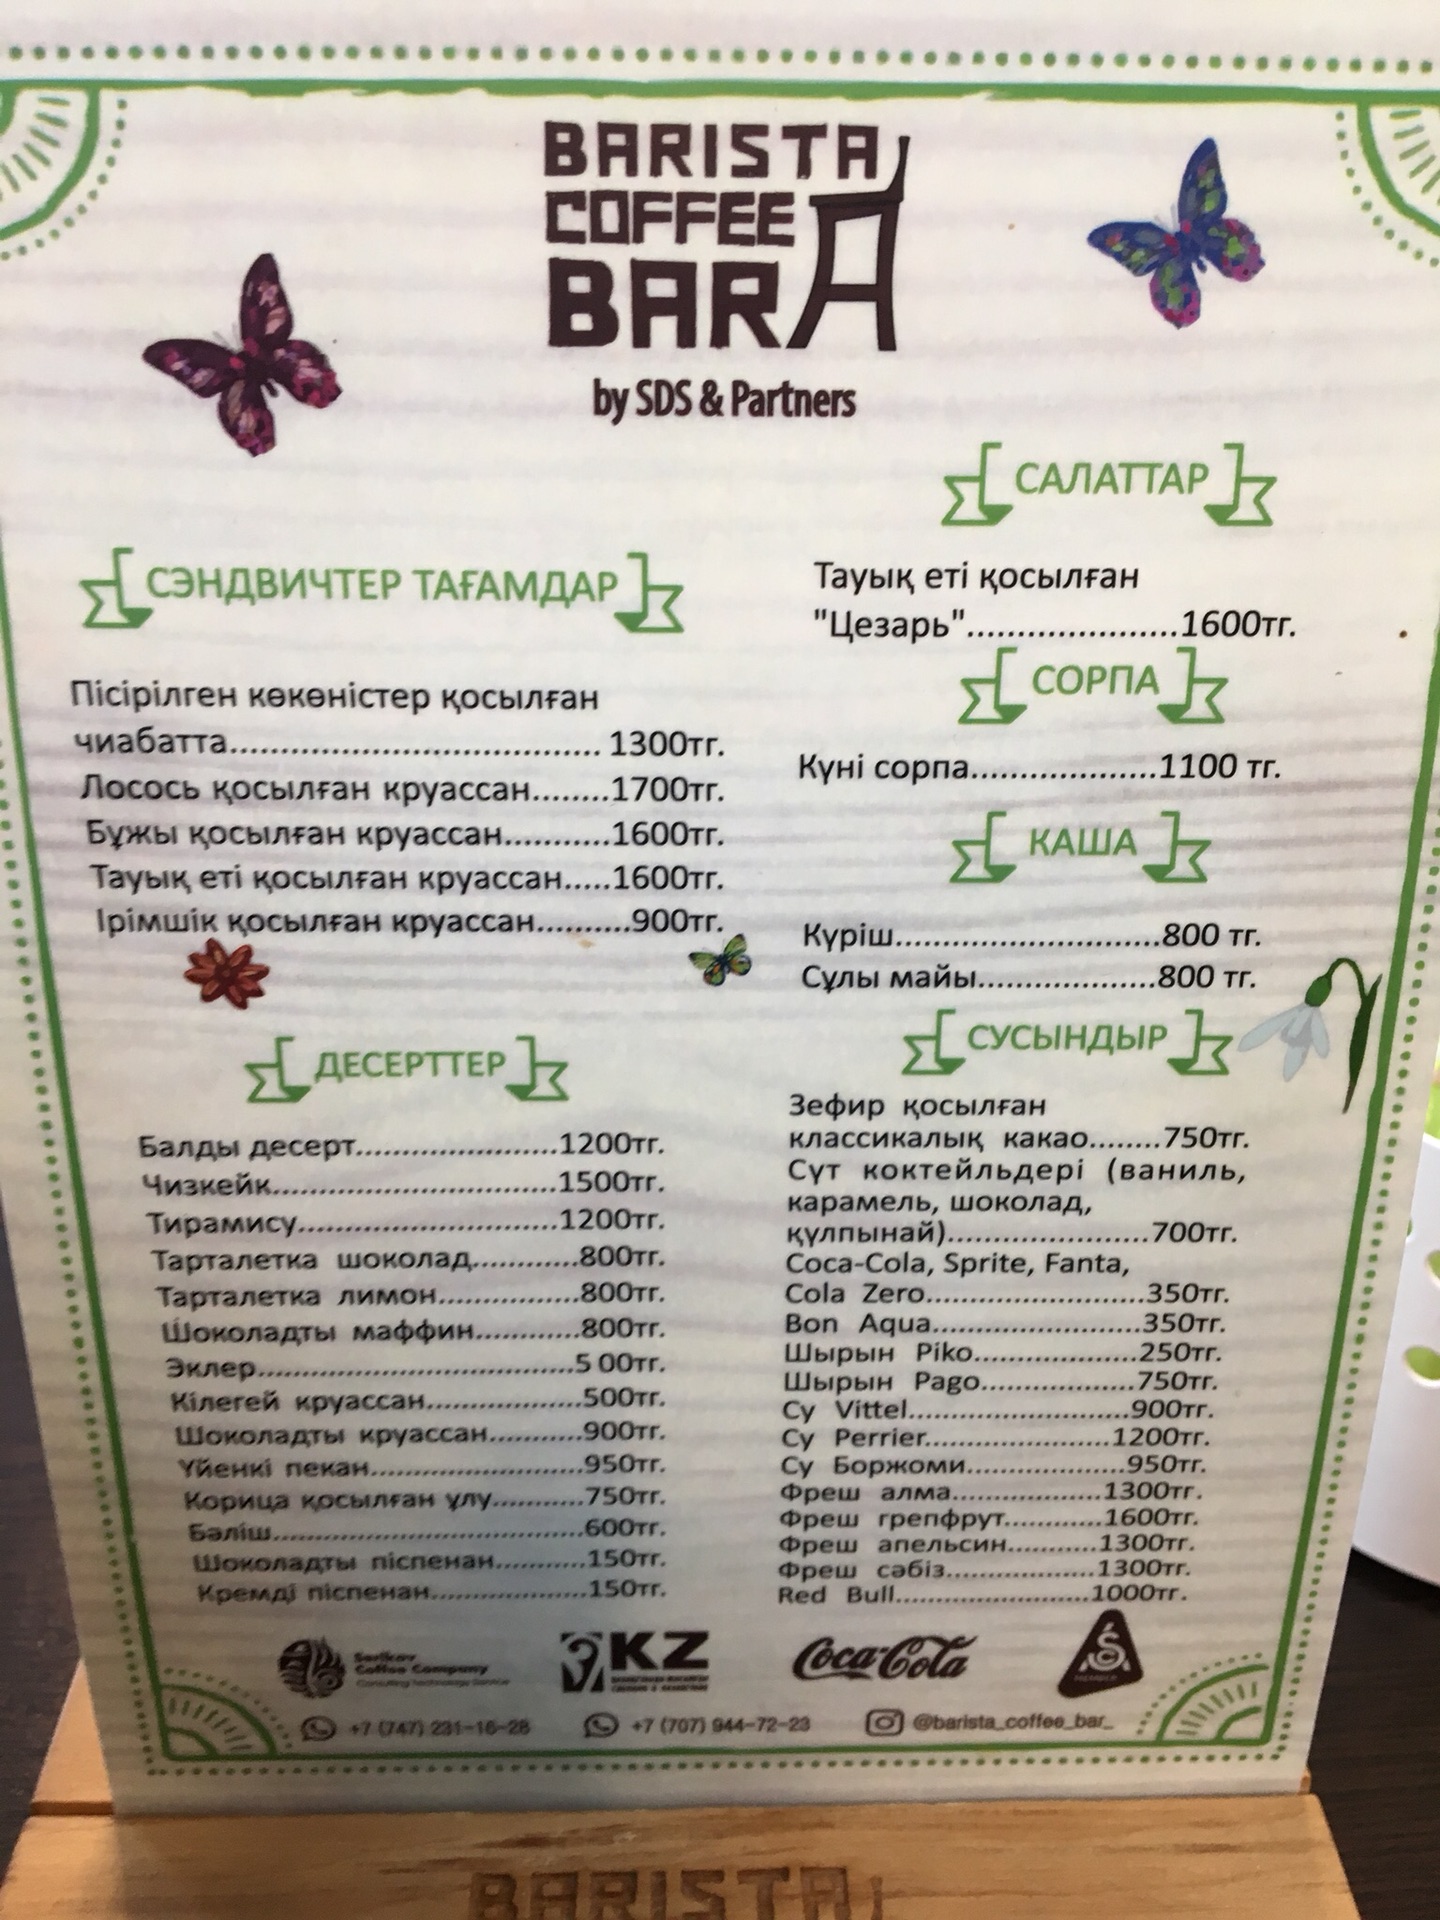 BARISTA
COFFEE
BAR
by SDS & Partners
СЭНДВИЧТЕР ТАҒАМДАР
Пісірілген көкөністер қосылған
чиабатта.................................... 1300тг.
Лосось қосылған круассан........1700тг.
Бұжы қосылған круассан..........1600тг.
Тауық еті қосылған круассан.....1600тг.
Ірімшік қосылған круассан.........900тг.
ДЕСЕРТТЕР
Балды десерт......................1200тг.
Чизкейк...............................1500тг.
Тирамису............................1200тг.
Тарталетка шоколад............800тг.
Тарталетка лимон...............800тг.
Шоколадты маффин............800тг.
Эклер...................................5 00тг.
Кілегей круассан.................500тг.
Шоколадты круассан...........900тг.
Үйенкі пекан.......................950тг.
Корица қосылған ұлу..........750тг.
Бәліш..................................600тг.
Шоколадты піспенан...........150тг.
Кремді піспенан..................150тг.
САЛАТТАР
Тауық еті қосылған
"Цезарь".....................1600тг.
СОРПА
Күні сорпа...................1100 тг.
КАША
Күріш...........................800 тг.
Сұлы майы...................800 тг.
СУСЫНДЫР
Зефир қосылған
классикалық какао........750тг.
Сүт коктейльдері (ваниль,
карамель, шоколад,
құлпынай)......................700тг.
Coca-Cola, Sprite, Fanta,
Cola Zero........................350тг.
Bon Aqua.......................350тг.
Шырын Piko..................250тг.
Шырын Pago.................750тг.
Су Vittel.........................900тг.
Су Perrier.....................1200тг.
Су Боржоми...................950тг.
Фреш алма...................1300тг.
Фреш грепфрут............1600тг.
Фреш апельсин............1300тг.
Фреш сәбіз..................1300тг.
Red Bull.......................1000тг.
Serikov
Coffee Company
Consulting Technology Service
KZ
Coca-Cola
+7 (747) 231-16-28
+7 (707) 944-72-23
@barista_coffee_bar_
BARISTA